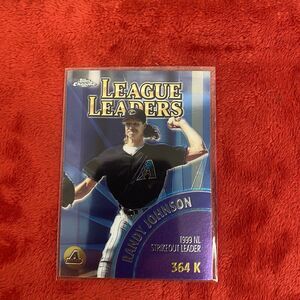 Topps Chrome
LEAGUE
LEADERS
RANDY JOHNSON
1999 NL
STRIKEOUT LEADER
364 K
A